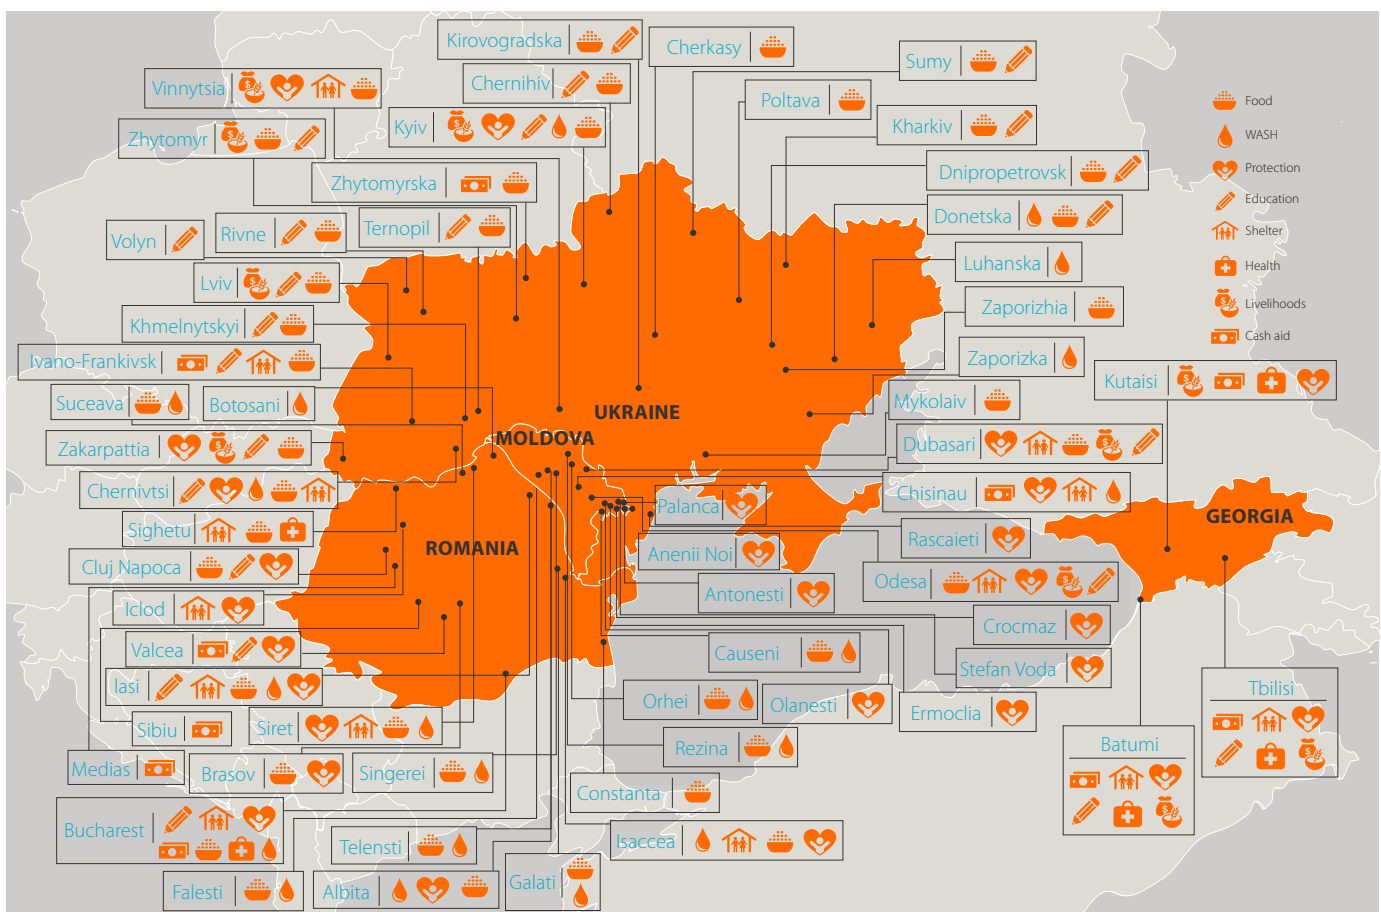 Kirovogradska
Cherkasy
Sumy
Vinnytsia
Chernihiv
Poltava
Food
Zhytomyr
Kyiv
Kharkiv
WASH
Zhytomyrska
Dnipropetrovsk
Protection
Volyn
Rivne
Ternopil
Donetska
Education
Shelter
Lviv
Luhanska
Health
Khmelnytskyi
Zaporizhia
Livelihoods
Ivano-Frankivsk
Zaporizka
Cash aid
Suceava
Botosani
UKRAINE
Mykolaiv
Kutaisi
Zakarpattia
MOLDOVA
Dubasari
Chernivtsi
Palanca
Chisinau
Sighetu
ROMANIA
Anenii Noi
Rascaieti
GEORGIA
Cluj Napoca
Antonesti
Odesa
Iclod
Crocmaz
Valcea
Causeni
Stefan Voda
Iasi
Orhei
Olanesti
Ermoclia
Tbilisi
Sibiu
Siret
Rezina
Batumi
Medias
Brasov
Singerei
Constanta
Bucharest
Telensti
Isaccea
Falesti
Albita
Galati